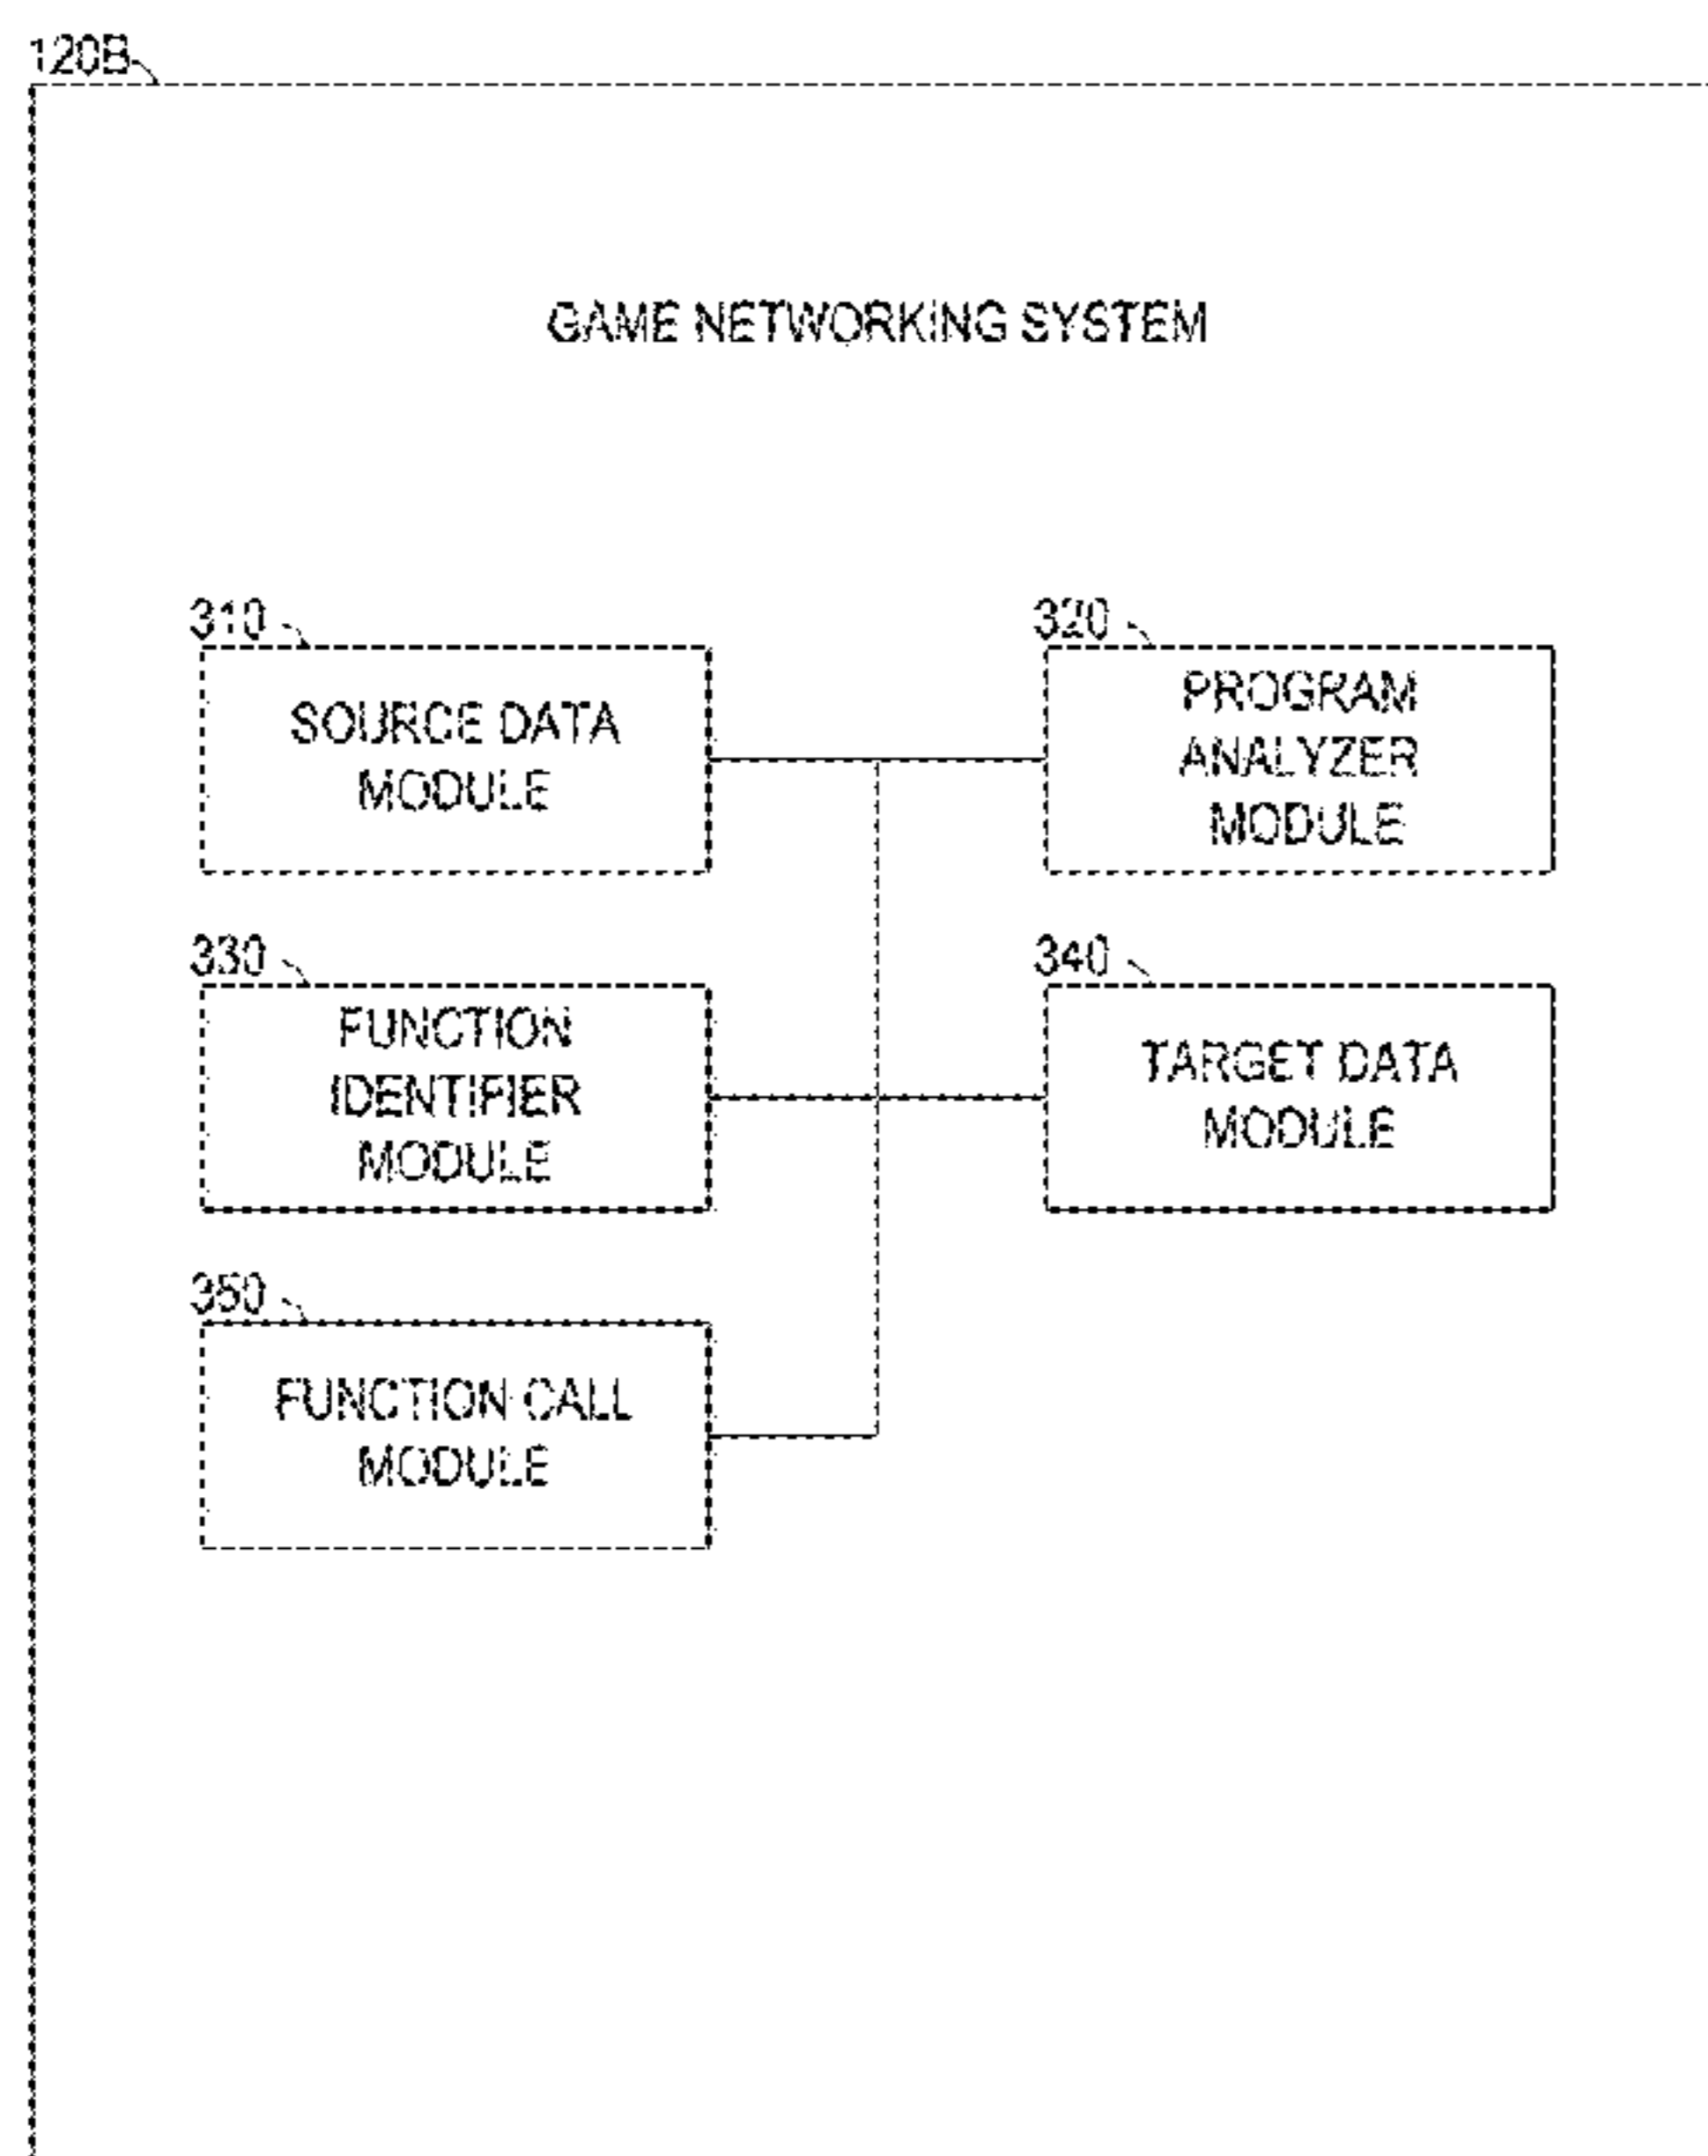 120B
GAME NETWORKING SYSTEM
310
SOURCE DATA
MODULE
320
PROGRAM
ANALYZER
MODULE
330
FUNCTION
IDENTIFIER
MODULE
340
TARGET DATA
MODULE
350
FUNCTION CALL
MODULE